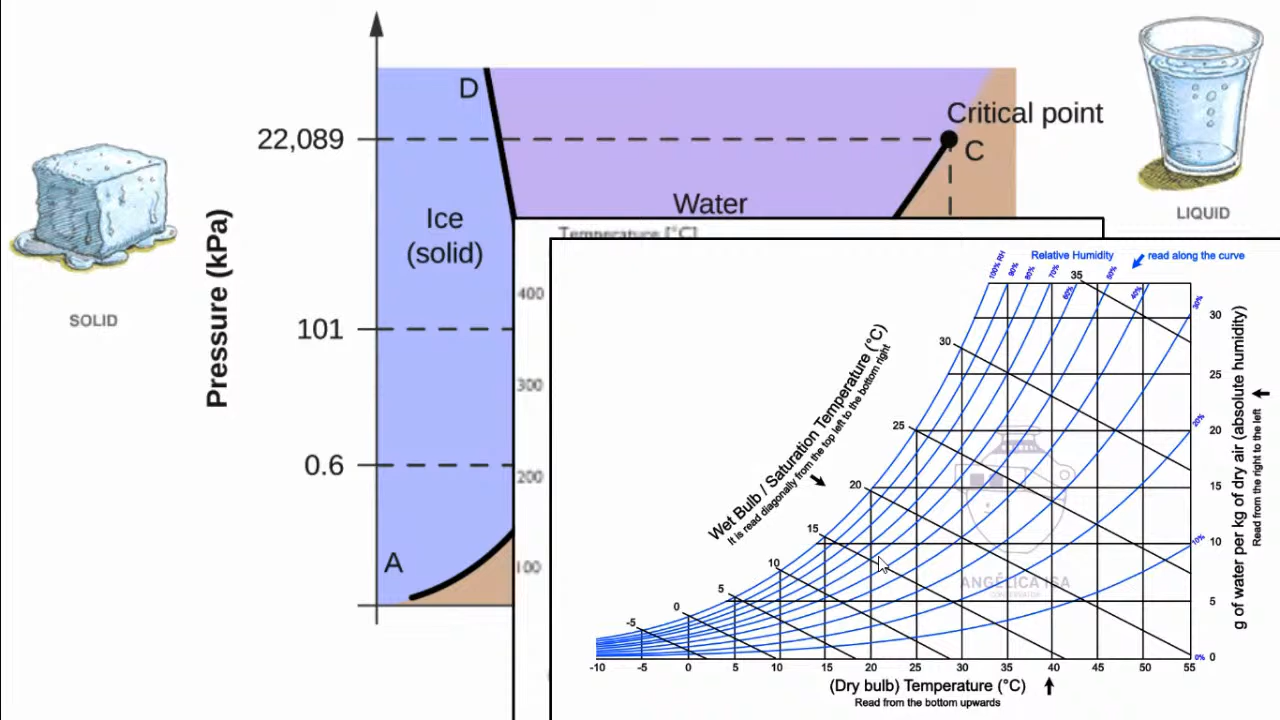 SOLID
LIQUID
Pressure (kPa)
22,089
101
0.6
D
Critical point
C
Water
Ice
(solid)
A
Temperature [°C]
400
300
200
100
Relative Humidity
read along the curve
100% RH
90%
80%
70%
60%
50%
40%
30%
20%
10%
0%
Wet Bulb / Saturation Temperature (°C)
It is read diagonally from the top left to the bottom right
35
30
25
20
15
10
5
0
-5
g of water per kg of dry air (absolute humidity)
Read from the right to the left
30
25
20
15
10
5
0
ANGÉLICA ISA
CONSERVATOR
-10 -5 0 5 10 15 20 25 30 35 40 45 50 55
(Dry bulb) Temperature (°C)
Read from the bottom upwards